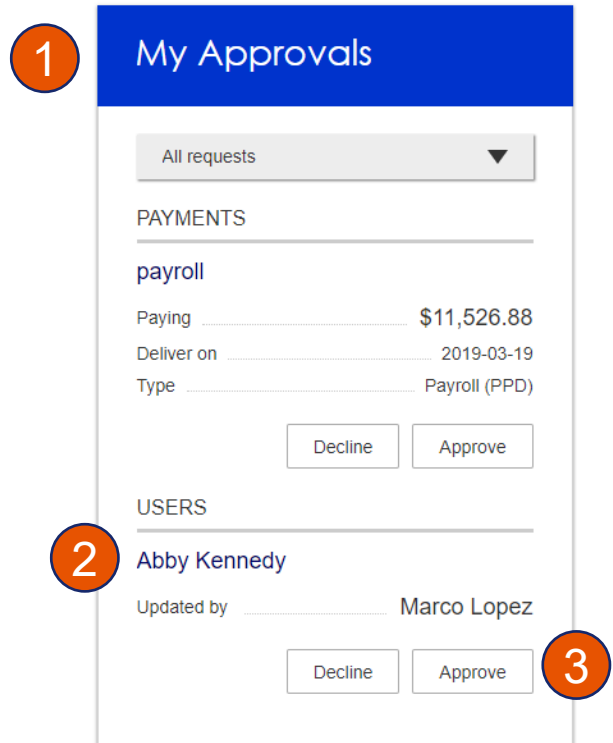 1
My Approvals
All requests
PAYMENTS
payroll
Paying $11,526.88
Deliver on 2019-03-19
Type Payroll (PPD)
Decline Approve
USERS
2
Abby Kennedy
Updated by Marco Lopez
Decline Approve
3